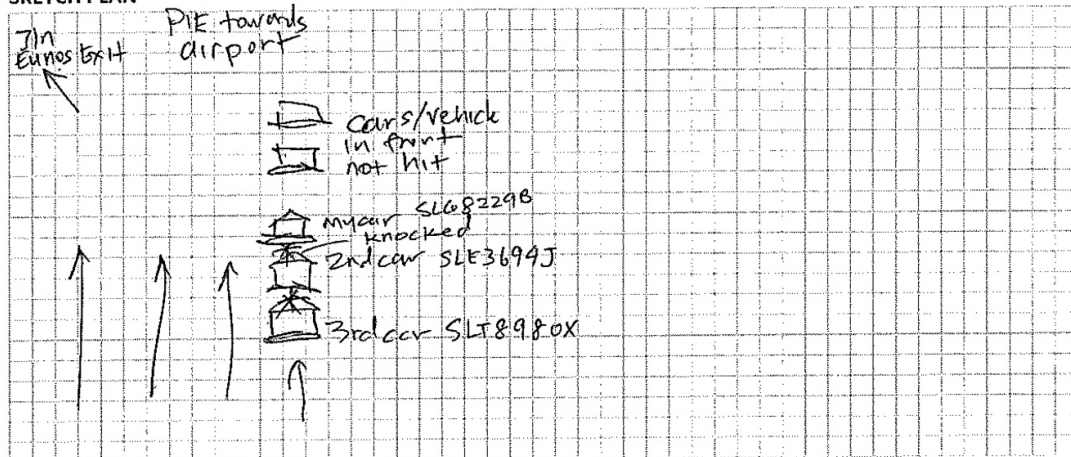 SKETCH PLAN
PIE towards
airport
Jln
Eunos Exit
cars/vehicle
in front
not hit
my car SLG8229B
knocked
2nd car SLE3694J
3rd car SLT8980X